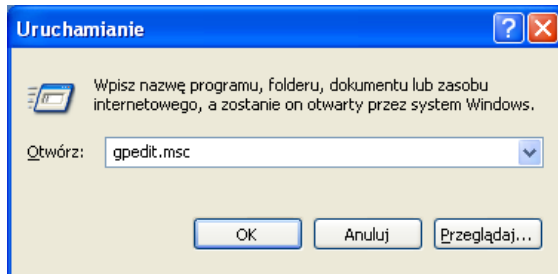 Uruchamianie
Wpisz nazwę programu, folderu, dokumentu lub zasobu
internetowego, a zostanie on otwarty przez system Windows.
Otwórz: gpedit.msc
OK Anuluj Przeglądaj...